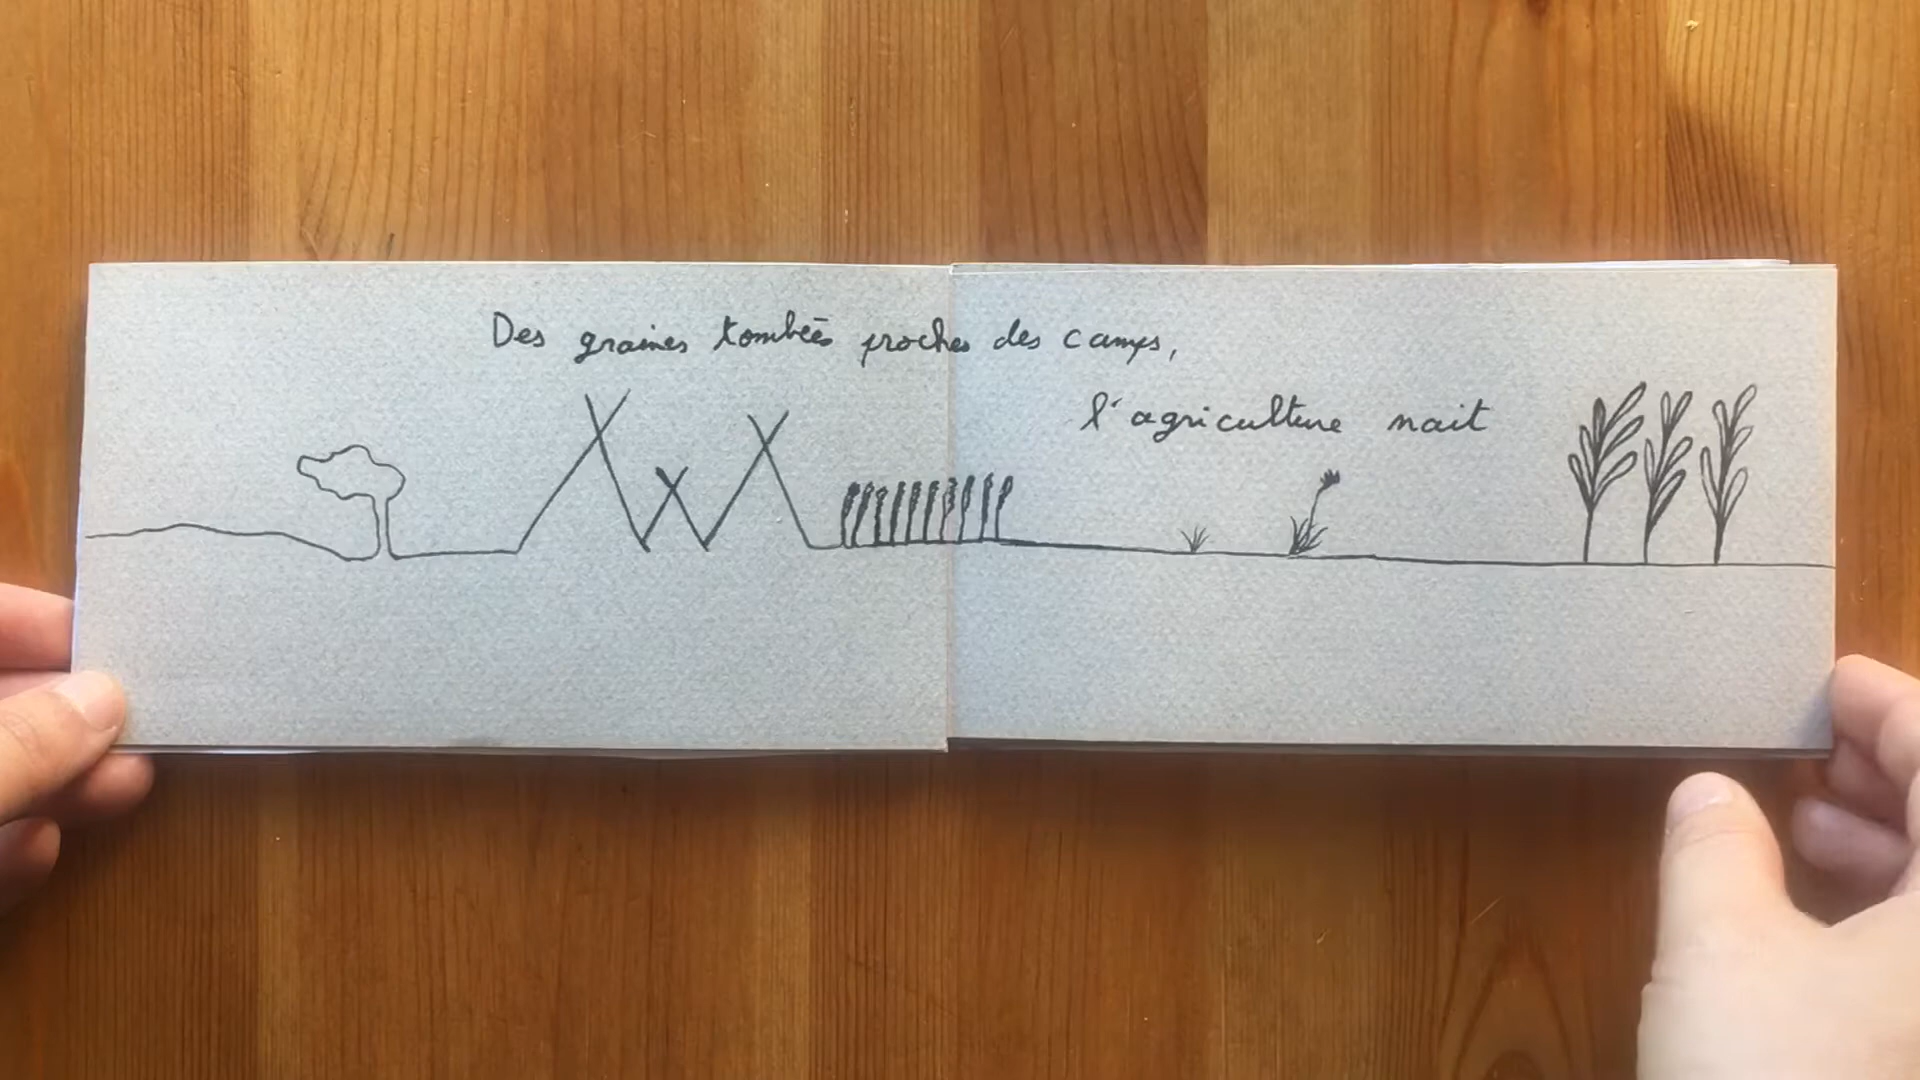 Des graines tombées proches des camps,
l'agriculture nait